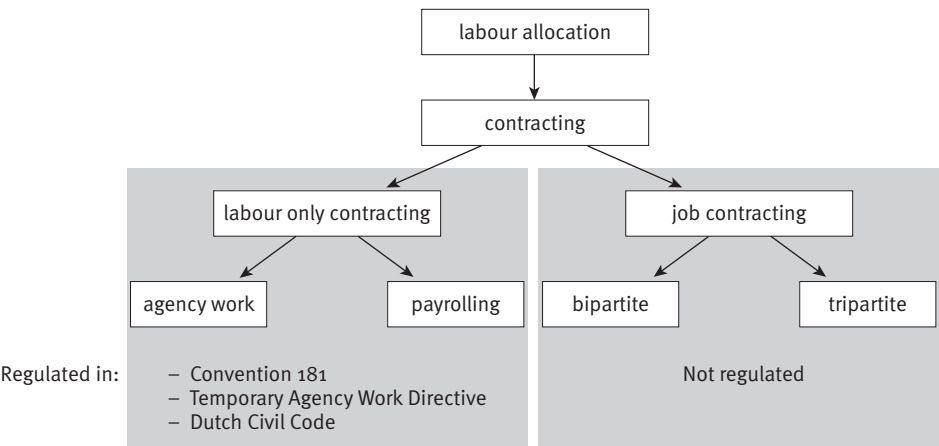 labour allocation
contracting
labour only contracting
job contracting
agency work
payrolling
bipartite
tripartite
Regulated in:
– Convention 181
– Temporary Agency Work Directive
– Dutch Civil Code
Not regulated